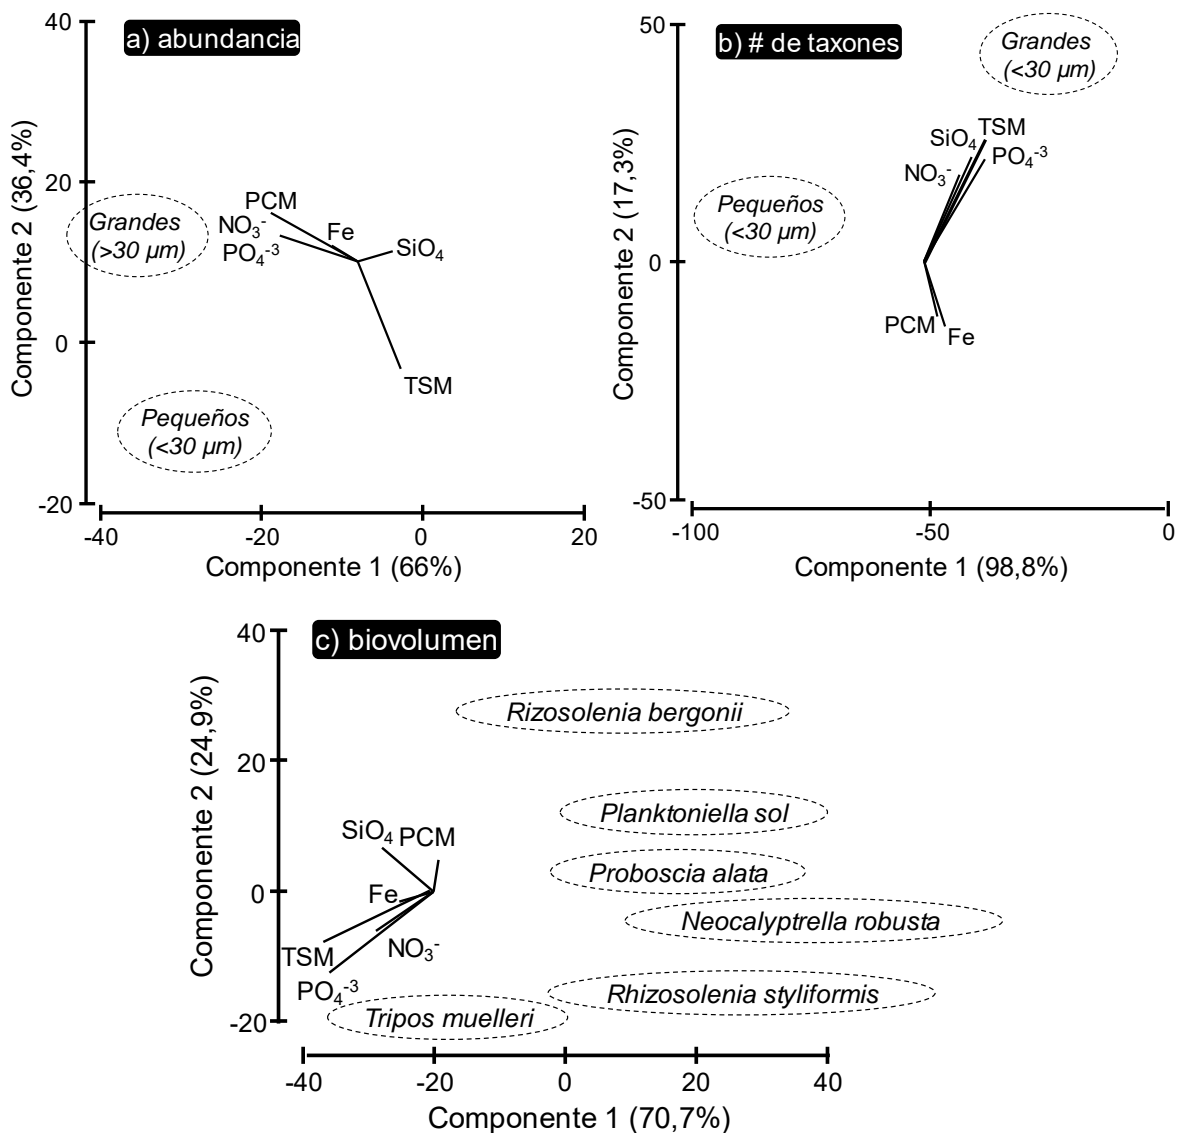 a) abundancia
40
20
0
-20
Componente 2 (36,4%)
Grandes
(>30 µm)
PCM
NO₃⁻
PO₄⁻³
Fe
SiO₄
TSM
Pequeños
(<30 µm)
-40
-20
0
20
Componente 1 (66%)
b) # de taxones
50
0
-50
Componente 2 (17,3%)
Grandes
(<30 µm)
TSM
SiO₄
PO₄⁻³
NO₃⁻
Pequeños
(<30 µm)
PCM
Fe
-100
-50
0
Componente 1 (98,8%)
c) biovolumen
40
20
0
-20
Componente 2 (24,9%)
Rizosolenia bergonii
Planktoniella sol
SiO₄
PCM
Proboscia alata
Fe
Neocalyptrella robusta
NO₃⁻
TSM
PO₄⁻³
Rhizosolenia styliformis
Tripos muelleri
-40
-20
0
20
40
Componente 1 (70,7%)